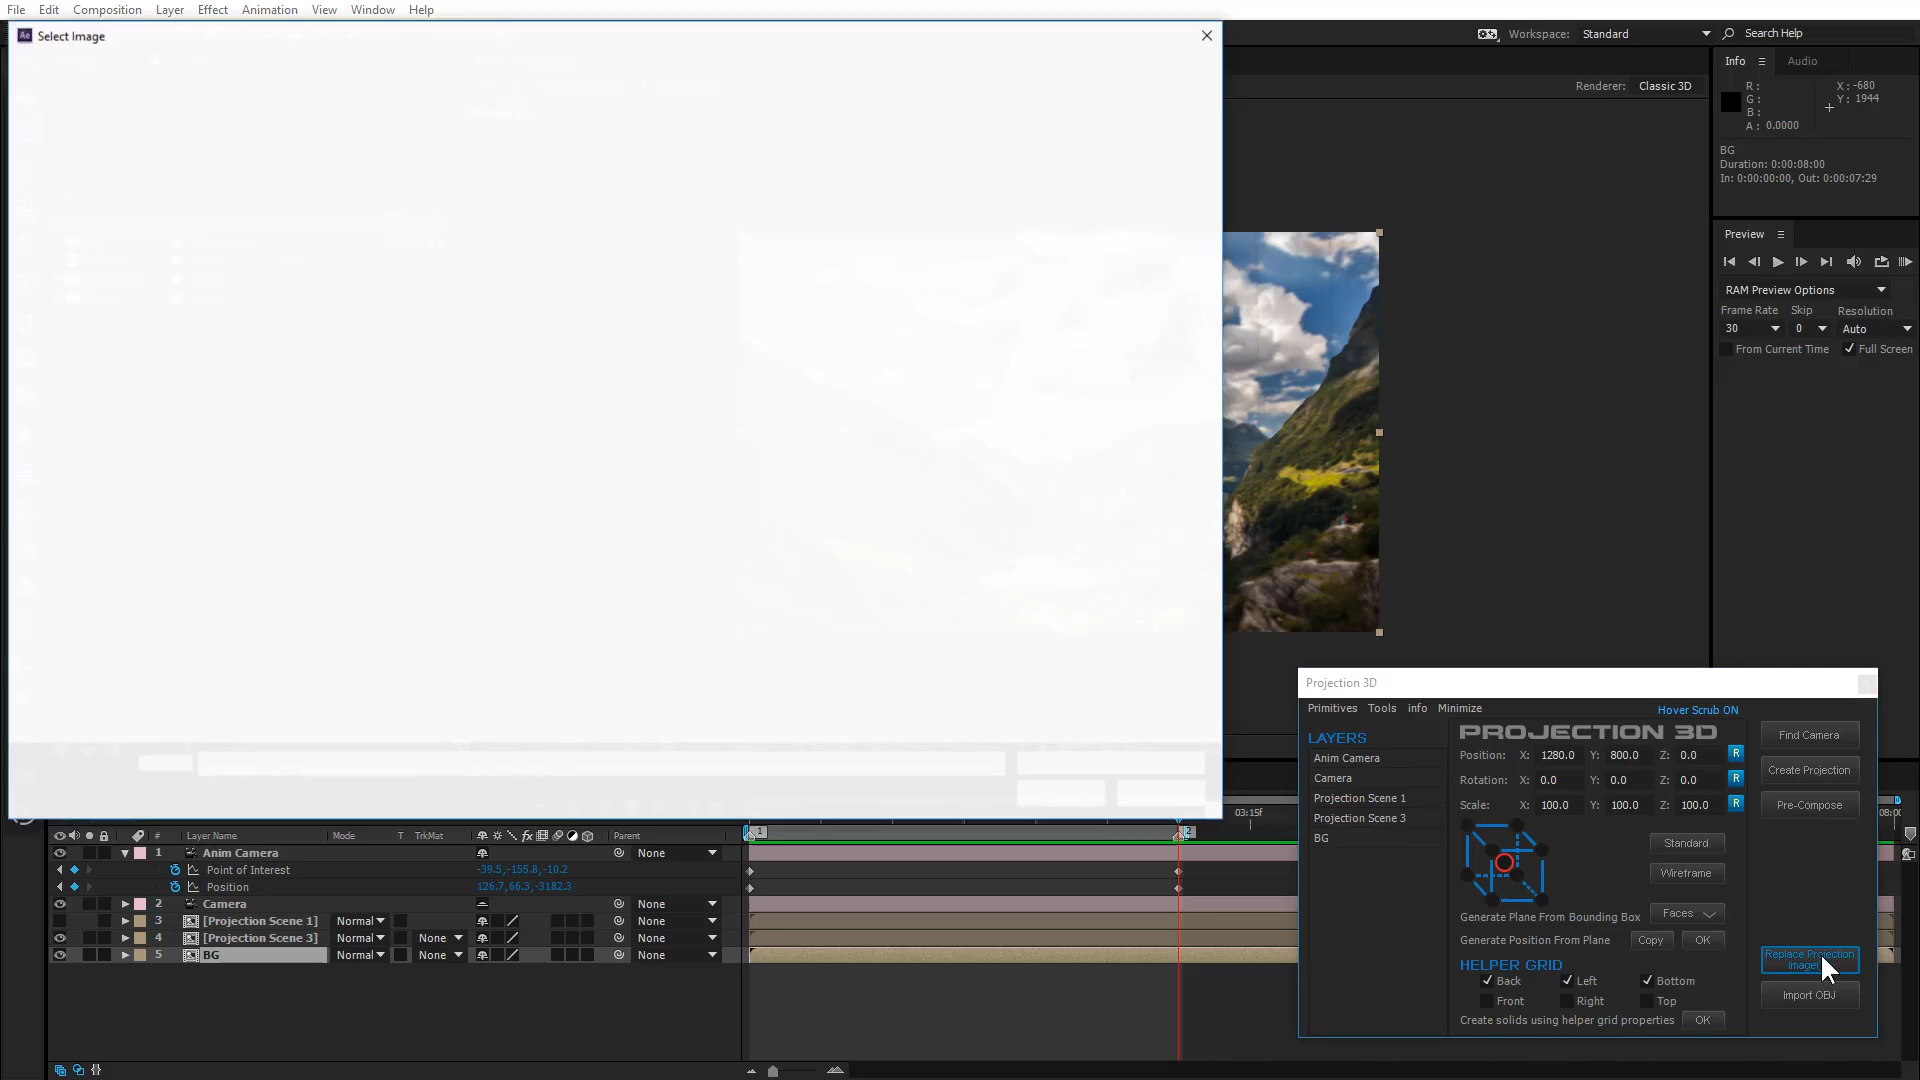 File Edit Composition Layer Effect Animation View Window Help
Ae Select Image
Workspace: Standard Search Help
Renderer: Classic 3D
Info Audio
R : X : -680
G : Y : 1944
B :
A : 0.0000
BG
Duration: 0:00:08:00
In: 0:00:00:00, Out: 0:00:07:29
Preview
RAM Preview Options
Frame Rate Skip Resolution
30 0 Auto
From Current Time Full Screen
Projection 3D
Primitives Tools info Minimize Hover Scrub ON
LAYERS
Anim Camera
Camera
Projection Scene 1
Projection Scene 3
BG
PROJECTION 3D
Position: X: 1280.0 Y: 800.0 Z: 0.0 R
Rotation: X: 0.0 Y: 0.0 Z: 0.0 R
Scale: X: 100.0 Y: 100.0 Z: 100.0 R
Standard
Wireframe
Generate Plane From Bounding Box Faces
Generate Position From Plane Copy OK
HELPER GRID
Back Left Bottom
Front Right Top
Create solids using helper grid properties OK
Find Camera
Create Projection
Pre-Compose
Replace Projection
Import OBJ
03:15f
# Layer Name Mode T TrkMat fx Parent
1 2
1 Anim Camera None
Point of Interest -39.5,-155.8,-10.2
Position 126.7,66.3,-3182.3
2 Camera None
3 [Projection Scene 1] Normal None
4 [Projection Scene 3] Normal None None
5 BG Normal None None